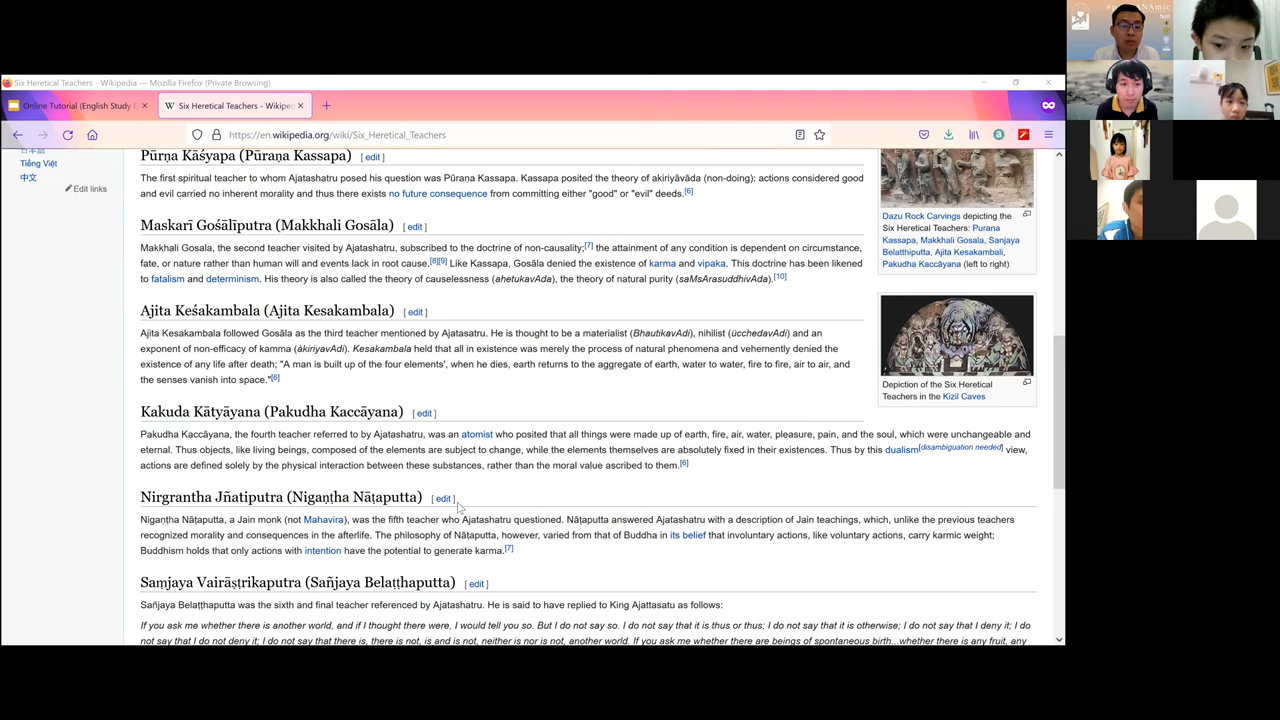 Six Heretical Teachers - Wikipedia — Mozilla Firefox (Private Browsing)
Online Tutorial (English Study G
Six Heretical Teachers - Wikiped
https://en.wikipedia.org/wiki/Six_Heretical_Teachers
日本語
Tiếng Việt
中文
Edit links
Pūrṇa Kāśyapa (Pūraṇa Kassapa) [ edit ]
The first spiritual teacher to whom Ajatashatru posed his question was Pūraṇa Kassapa. Kassapa posited the theory of akiriyāvāda (non-doing): actions considered good
and evil carried no inherent morality and thus there exists no future consequence from committing either "good" or "evil" deeds.[6]
Maskarī Gośālīputra (Makkhali Gosāla) [ edit ]
Makkhali Gosala, the second teacher visited by Ajatashatru, subscribed to the doctrine of non-causality;[7] the attainment of any condition is dependent on circumstance,
fate, or nature rather than human will and events lack in root cause.[8][9] Like Kassapa, Gosāla denied the existence of karma and vipaka. This doctrine has been likened
to fatalism and determinism. His theory is also called the theory of causelessness (ahetukavAda), the theory of natural purity (saMsArasuddhivAda).[10]
Ajita Keśakambala (Ajita Kesakambala) [ edit ]
Ajita Kesakambala followed Gosāla as the third teacher mentioned by Ajatasatru. He is thought to be a materialist (BhautikavAdi), nihilist (ücchedavAdi) and an
exponent of non-efficacy of kamma (ákiriyavAdi). Kesakambala held that all in existence was merely the process of natural phenomena and vehemently denied the
existence of any life after death; "A man is built up of the four elements', when he dies, earth returns to the aggregate of earth, water to water, fire to fire, air to air, and
the senses vanish into space."[6]
Kakuda Kātyāyana (Pakudha Kaccāyana) [ edit ]
Pakudha Kaccāyana, the fourth teacher referred to by Ajatashatru, was an atomist who posited that all things were made up of earth, fire, air, water, pleasure, pain, and the soul, which were unchangeable and
eternal. Thus objects, like living beings, composed of the elements are subject to change, while the elements themselves are absolutely fixed in their existences. Thus by this dualism[disambiguation needed] view,
actions are defined solely by the physical interaction between these substances, rather than the moral value ascribed to them.[6]
Nirgrantha Jñatiputra (Nigaṇṭha Nāṭaputta) [ edit ]
Nigaṇṭha Nāṭaputta, a Jain monk (not Mahavira), was the fifth teacher who Ajatashatru questioned. Nāṭaputta answered Ajatashatru with a description of Jain teachings, which, unlike the previous teachers
recognized morality and consequences in the afterlife. The philosophy of Nāṭaputta, however, varied from that of Buddha in its belief that involuntary actions, like voluntary actions, carry karmic weight;
Buddhism holds that only actions with intention have the potential to generate karma.[7]
Saṃjaya Vairāṣṭrikaputra (Sañjaya Belaṭṭhaputta) [ edit ]
Sañjaya Belaṭṭhaputta was the sixth and final teacher referenced by Ajatashatru. He is said to have replied to King Ajattasatu as follows:
If you ask me whether there is another world, and if I thought there were, I would tell you so. But I do not say so. I do not say that it is thus or thus; I do not say that it is otherwise; I do not say that I deny it; I do
not say that I do not deny it; I do not say that there is, there is not, is and is not, neither is nor is not, another world. If you ask me whether there are beings of spontaneous birth...whether there is any fruit, any
Dazu Rock Carvings depicting the
Six Heretical Teachers: Purana
Kassapa, Makkhali Gosala, Sanjaya
Belatthiputta, Ajita Kesakambali,
Pakudha Kaccāyana (left to right)
Depiction of the Six Heretical
Teachers in the Kizil Caves